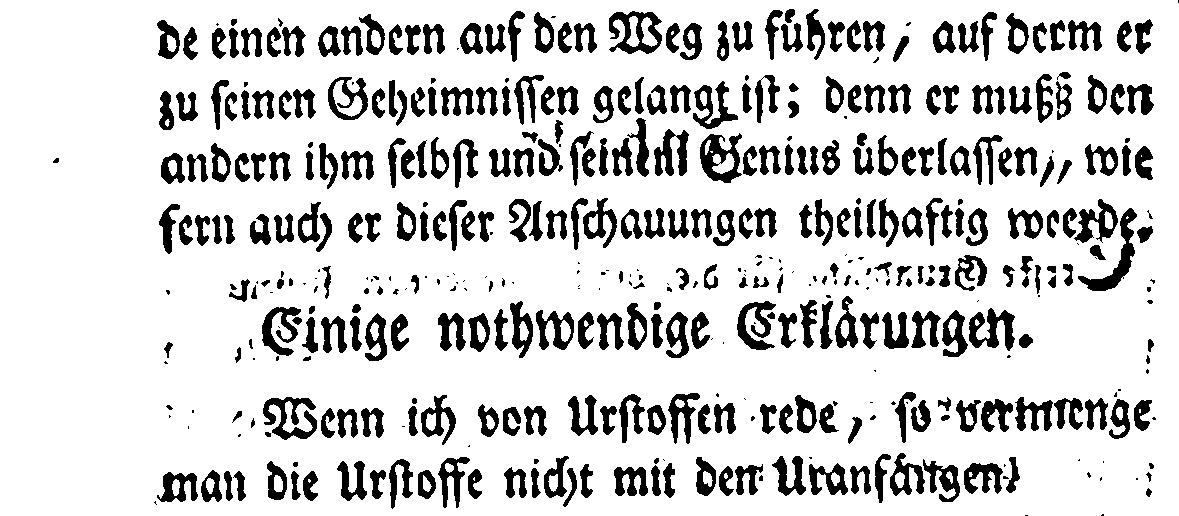 de einen andern auf den Weg zu führen, auf dem er
zu seinen Geheimnissen gelangt ist; denn er muß den
andern ihm selbst und seinem Genius überlassen, wie
fern auch er dieser Anschauungen theilhaftig werde.
Einige nothwendige Erklärungen.
Wenn ich von Urstoffen rede, so vermenge
man die Urstoffe nicht mit den Uranfängen!